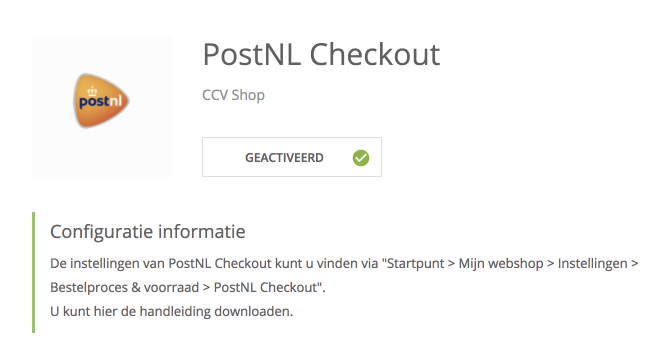 PostNL Checkout
postnl
CCV Shop
GEACTIVEERD
Configuratie informatie
De instellingen van PostNL Checkout kunt u vinden via "Startpunt > Mijn webshop > Instellingen >
Bestelproces & voorraad > PostNL Checkout".
U kunt hier de handleiding downloaden.